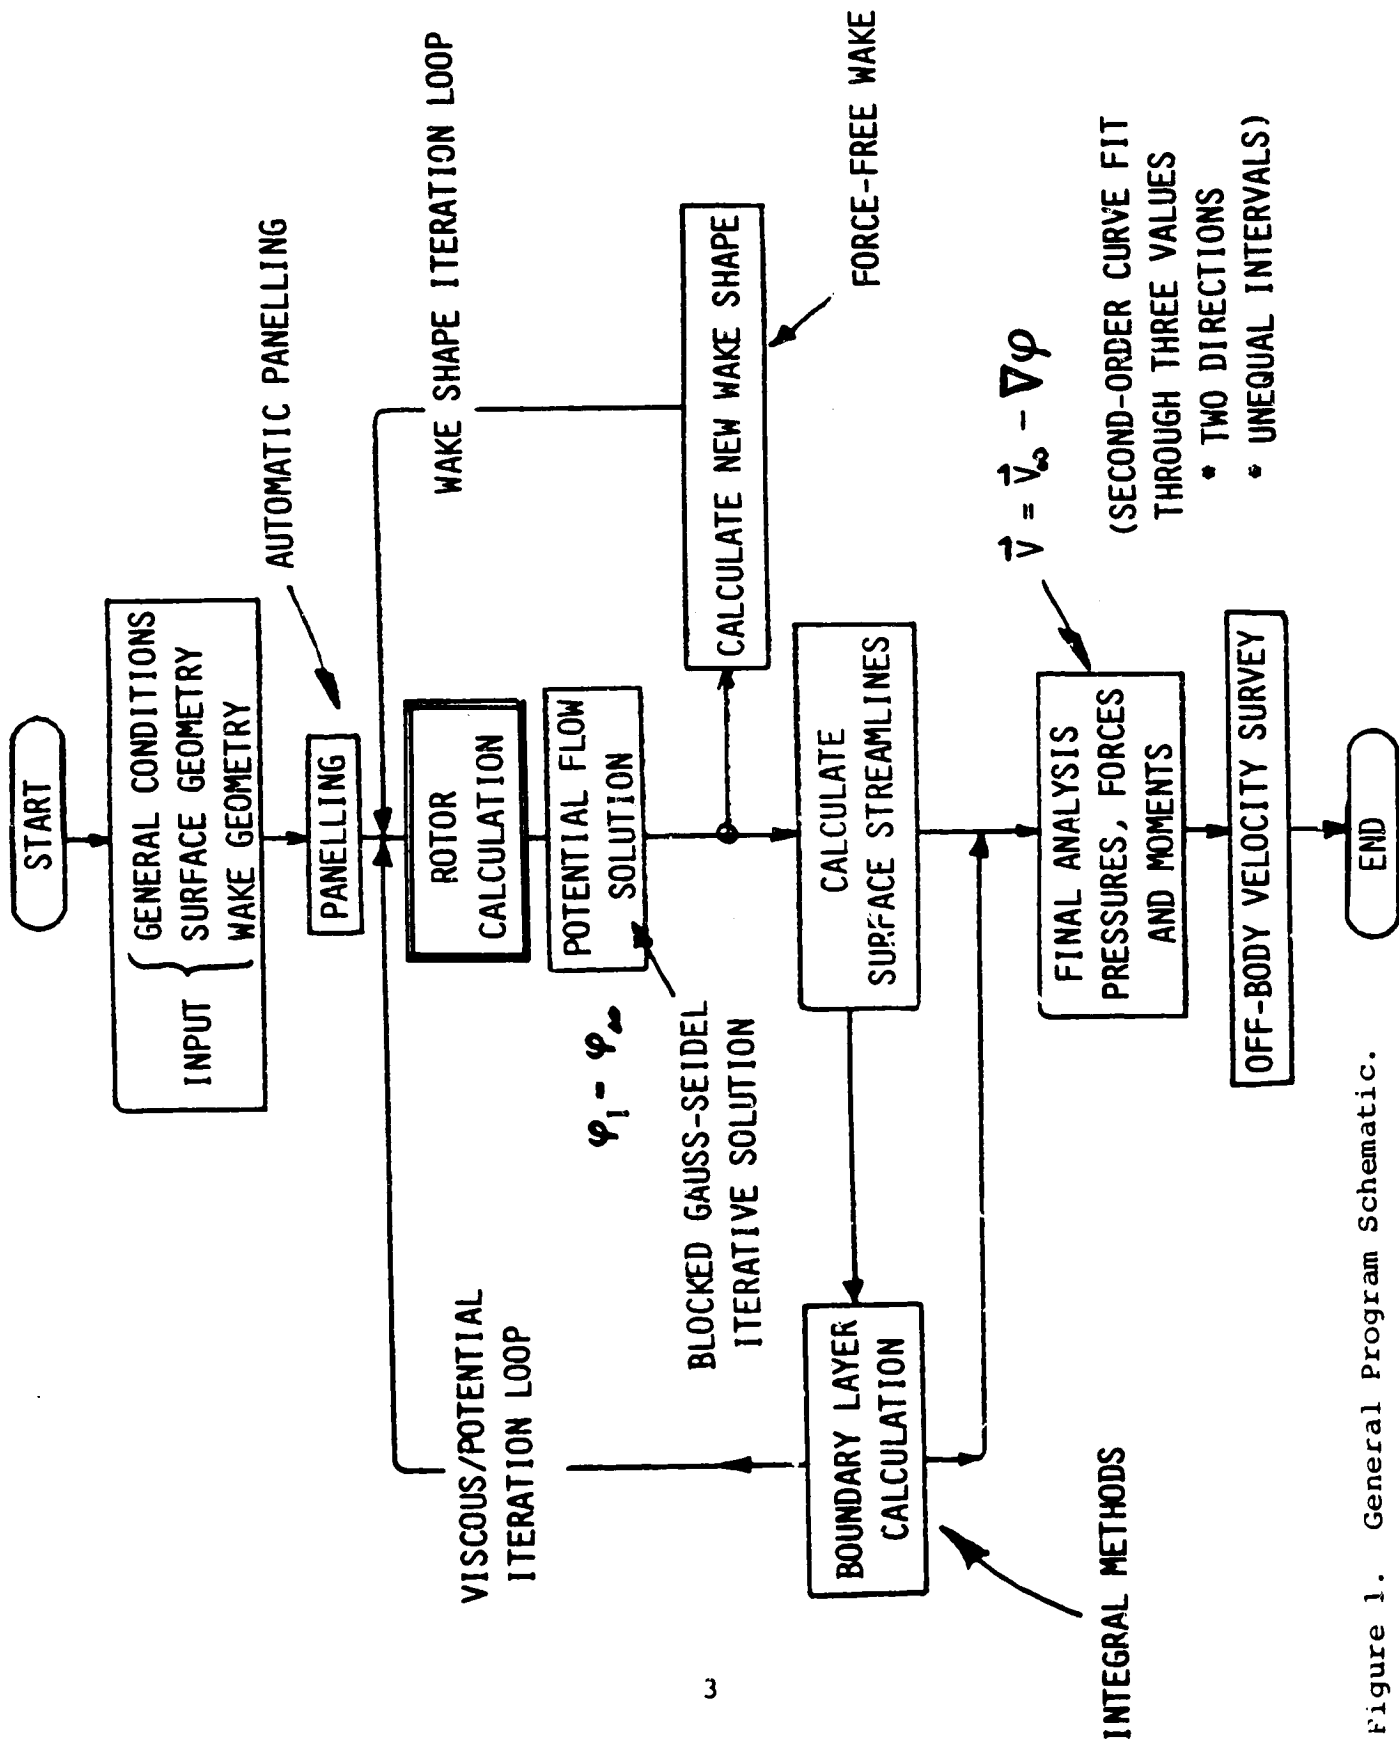 START
INPUT
GENERAL CONDITIONS
SURFACE GEOMETRY
WAKE GEOMETRY
AUTOMATIC PANELLING
PANELLING
WAKE SHAPE ITERATION LOOP
VISCOUS/POTENTIAL
ITERATION LOOP
ROTOR
CALCULATION
POTENTIAL FLOW
SOLUTION
φ1 - φ∞
BLOCKED GAUSS-SEIDEL
ITERATIVE SOLUTION
CALCULATE NEW WAKE SHAPE
FORCE-FREE WAKE
CALCULATE
SURFACE STREAMLINES
BOUNDARY LAYER
CALCULATION
INTEGRAL METHODS
FINAL ANALYSIS
PRESSURES, FORCES
AND MOMENTS
V⃗ = V⃗∞ - ∇φ
(SECOND-ORDER CURVE FIT
THROUGH THREE VALUES
* TWO DIRECTIONS
* UNEQUAL INTERVALS)
OFF-BODY VELOCITY SURVEY
END
Figure 1. General Program Schematic.
3